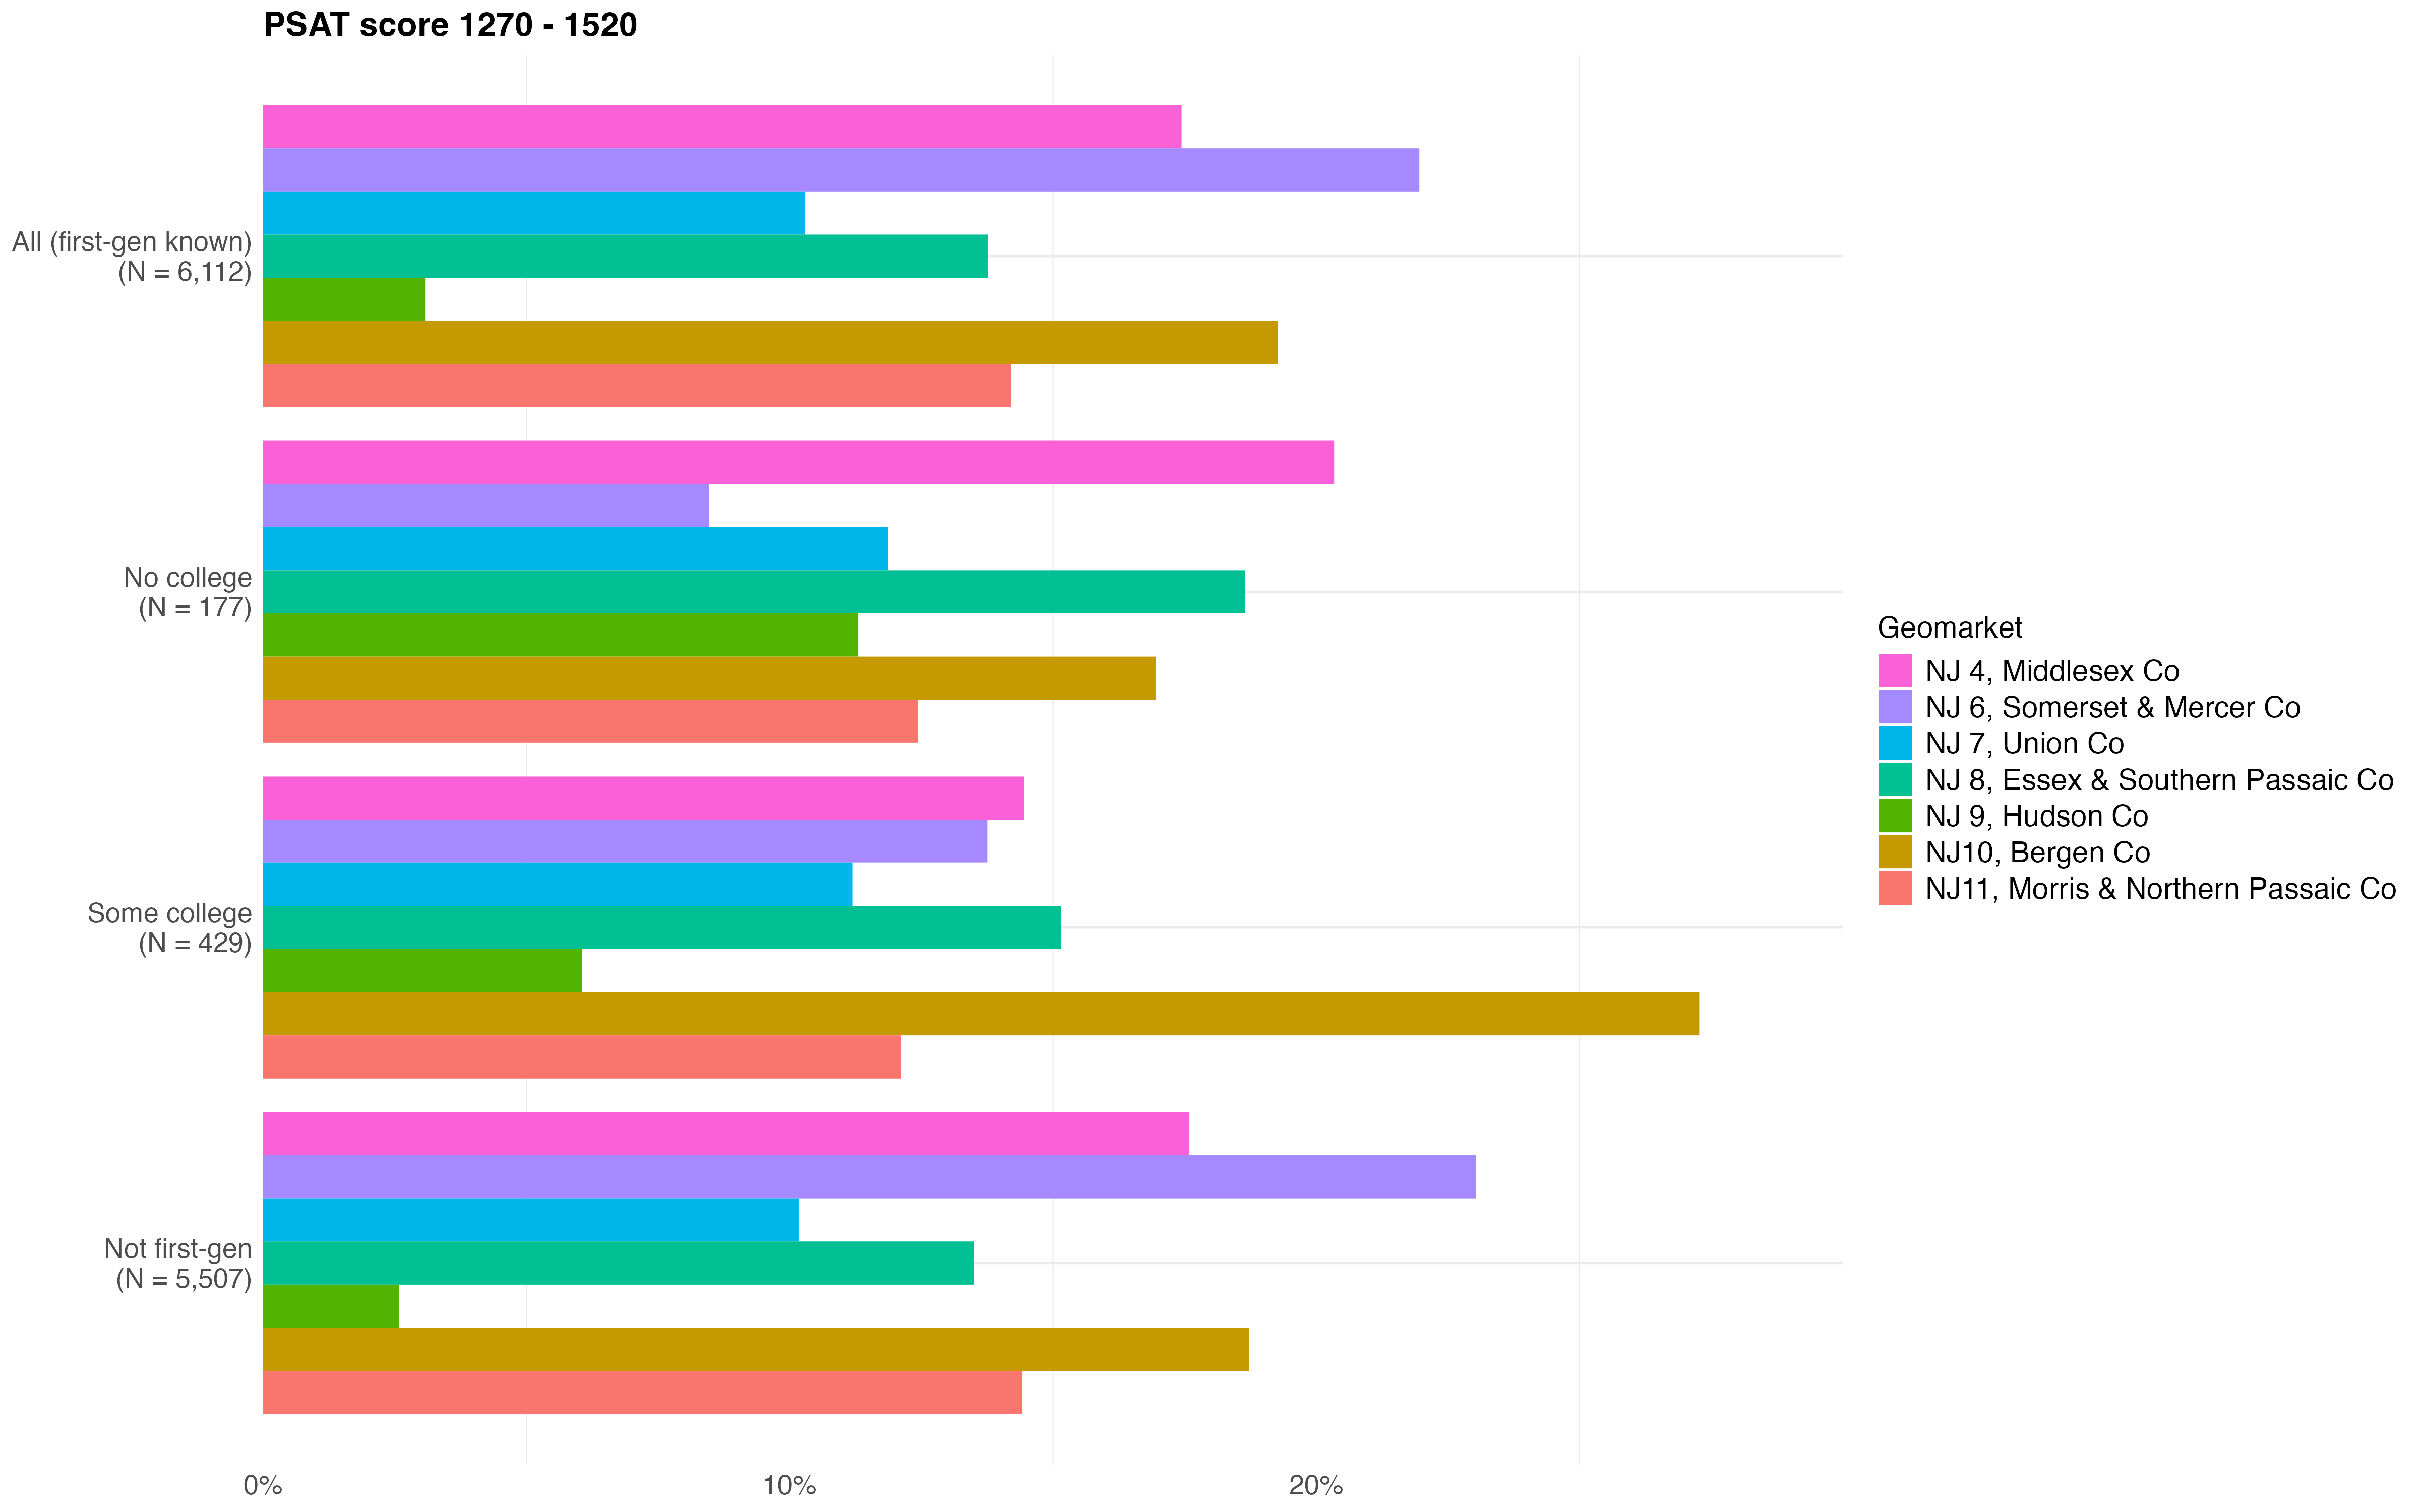 PSAT score 1270 - 1520
All (first-gen known)
(N = 6,112)
No college
(N = 177)
Some college
(N = 429)
Not first-gen
(N = 5,507)
0%
10%
20%
Geomarket
NJ 4, Middlesex Co
NJ 6, Somerset & Mercer Co
NJ 7, Union Co
NJ 8, Essex & Southern Passaic Co
NJ 9, Hudson Co
NJ10, Bergen Co
NJ11, Morris & Northern Passaic Co